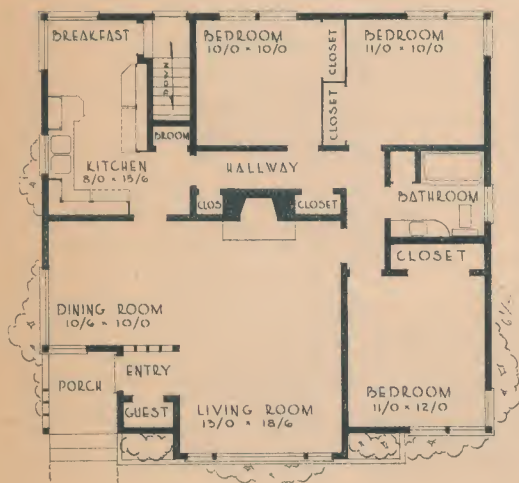 BREAKFAST
BEDROOM
10/0 × 10/0
CLOSET
BEDROOM
11/0 × 10/0
DOWN
CLOSET
BROOM
KITCHEN
8/0 × 15/6
HALLWAY
CLOS
CLOSET
BATHROOM
CLOSET
DINING ROOM
10/6 × 10/0
PORCH
ENTRY
GUEST
LIVING ROOM
13/0 × 18/6
BEDROOM
11/0 × 12/0